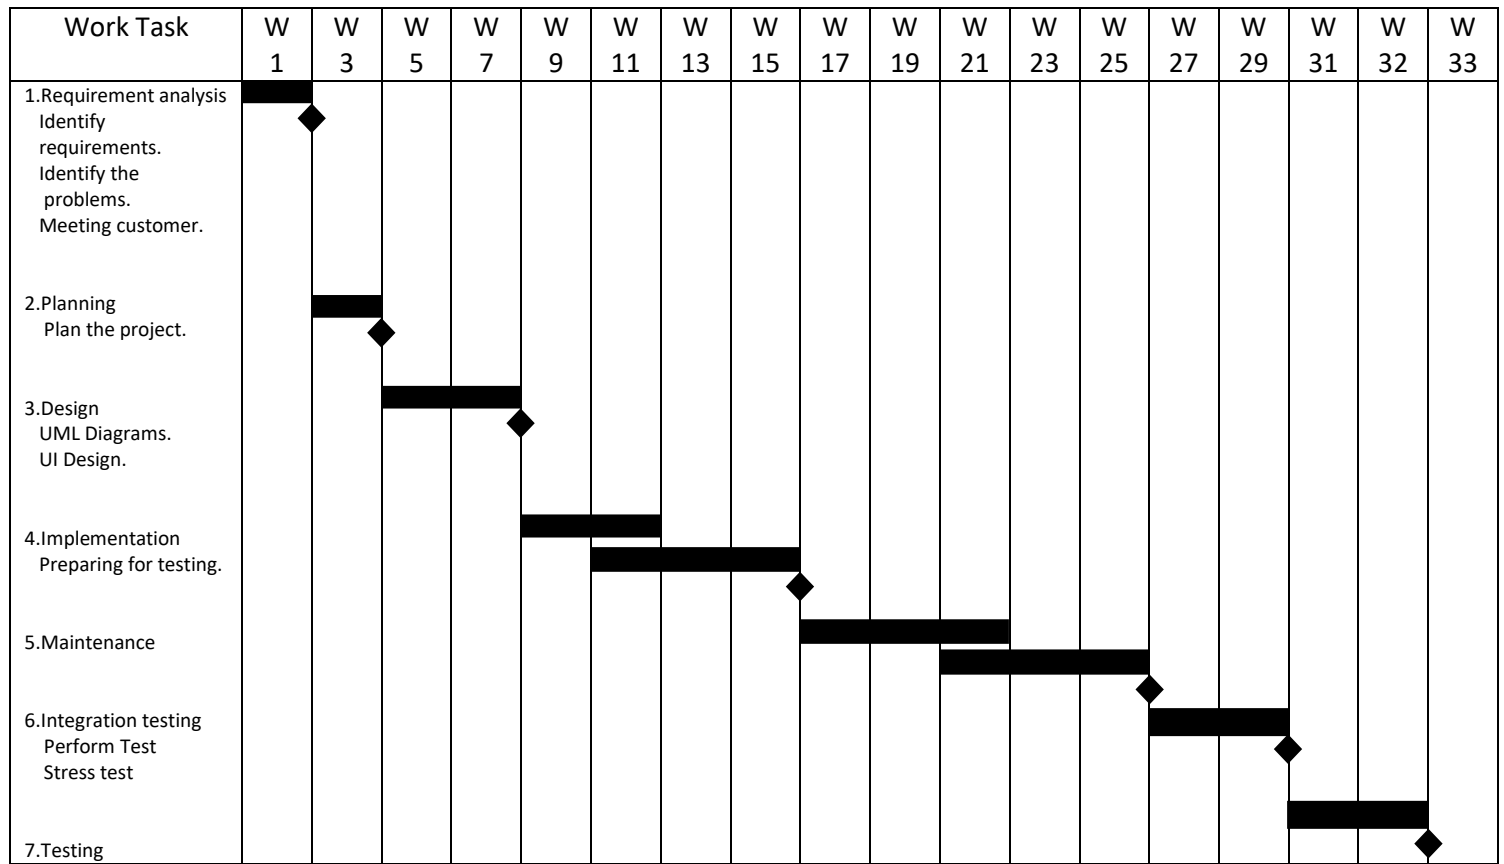 Work Task W W W W W W W W W W W W W W W W W W
1 3 5 7 9 11 13 15 17 19 21 23 25 27 29 31 32 33
1.Requirement analysis
Identify
requirements.
Identify the
problems.
Meeting customer.
2.Planning
Plan the project.
3.Design
UML Diagrams.
UI Design.
4.Implementation
Preparing for testing.
5.Maintenance
6.Integration testing
Perform Test
Stress test
7.Testing